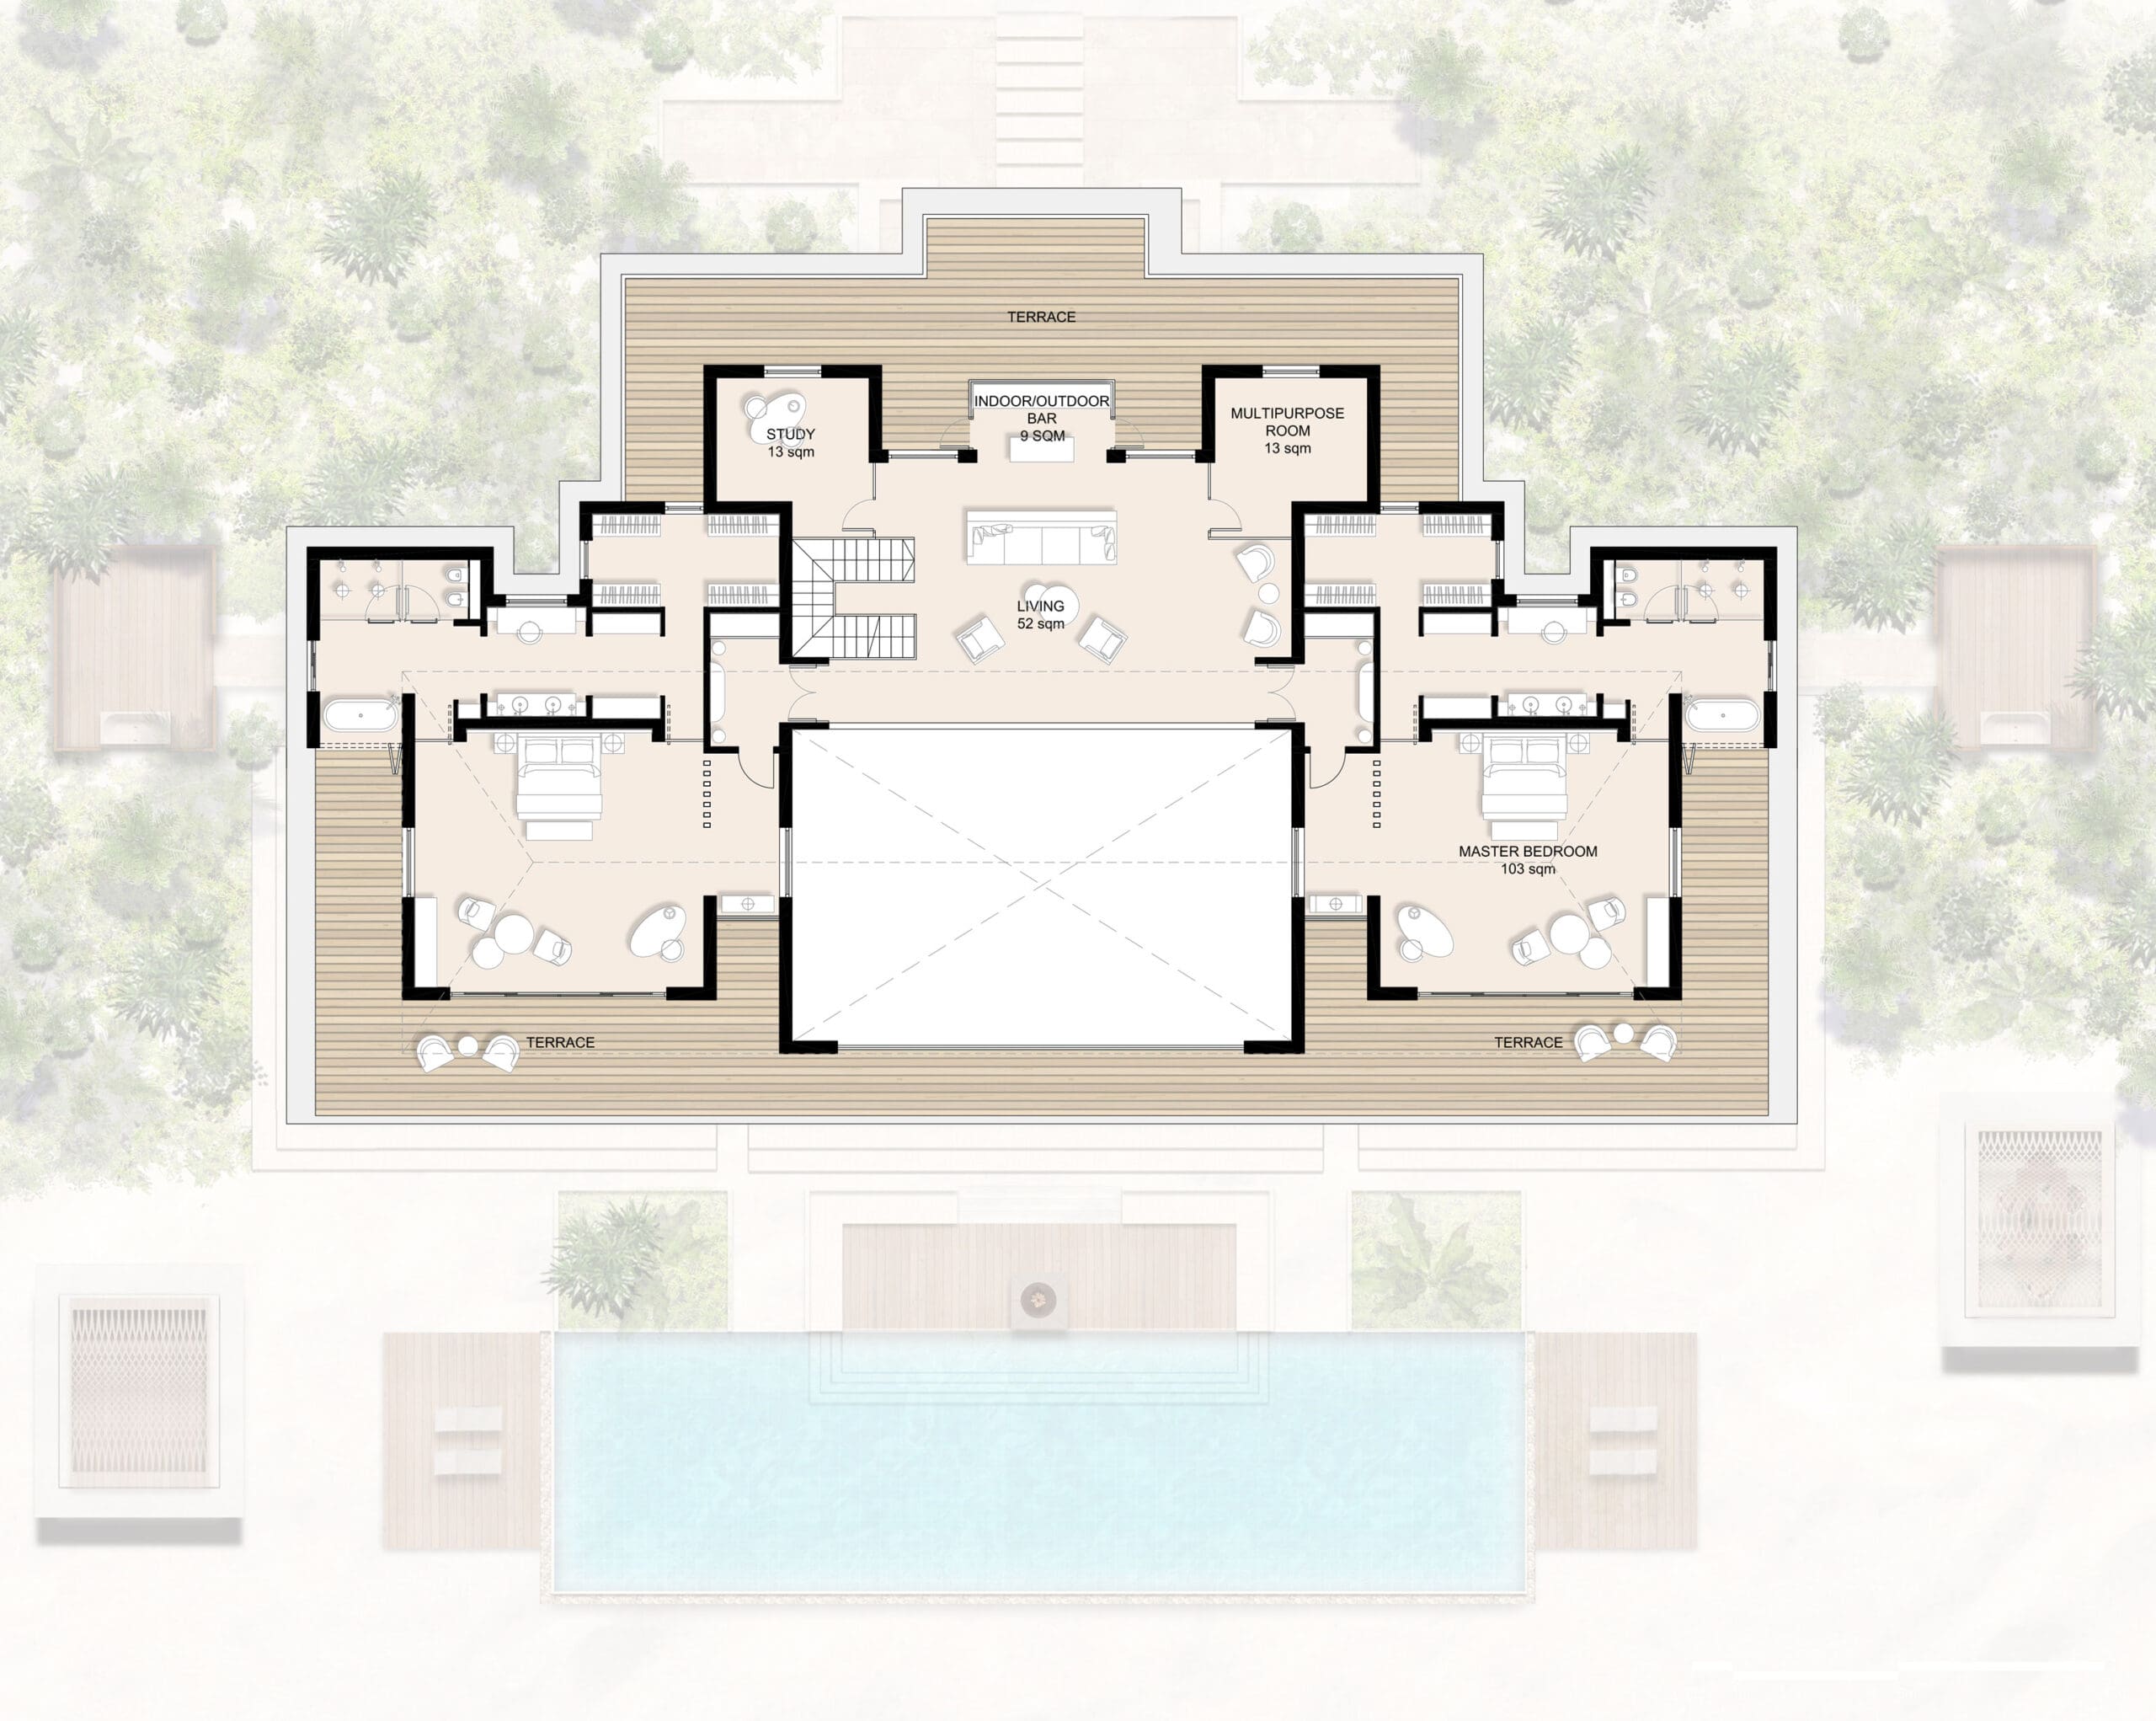 TERRACE
INDOOR/OUTDOOR
BAR
9 SQM
STUDY
13 sqm
MULTIPURPOSE
ROOM
13 sqm
LIVING
52 sqm
MASTER BEDROOM
103 sqm
TERRACE
TERRACE